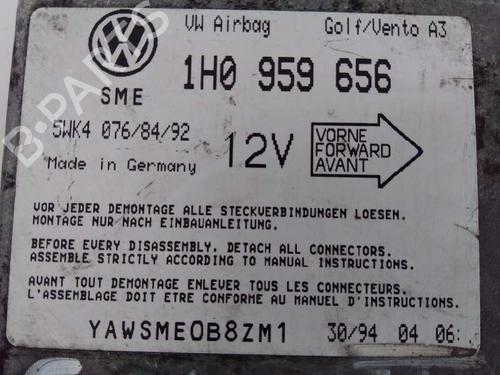 VW Airbag Golf/Vento A3
1H0 959 656
SME
5WK4 076/84/92
Made in Germany
12V
VORNE
FORWARD
AVANT
VOR JEDER DEMONTAGE ALLE STECKVERBINDUNGEN LOESEN.
MONTAGE NUR NACH EINBAUANLEITUNG.
BEFORE EVERY DISASSEMBLY, DETACH ALL CONNECTORS.
ASSEMBLE STRICTLY ACCORDING TO MANUAL INSTRUCTIONS.
AVANT TOUT DEMONTAGE ENLEVER TOUS LES CONNECTEURS.
L'ASSEMBLAGE DOIT ETRE CONFORME AU MANUEL D'INSTRUCTIONS.
YAWSME0B8ZM1 30/94 04 06:
B-PARTS